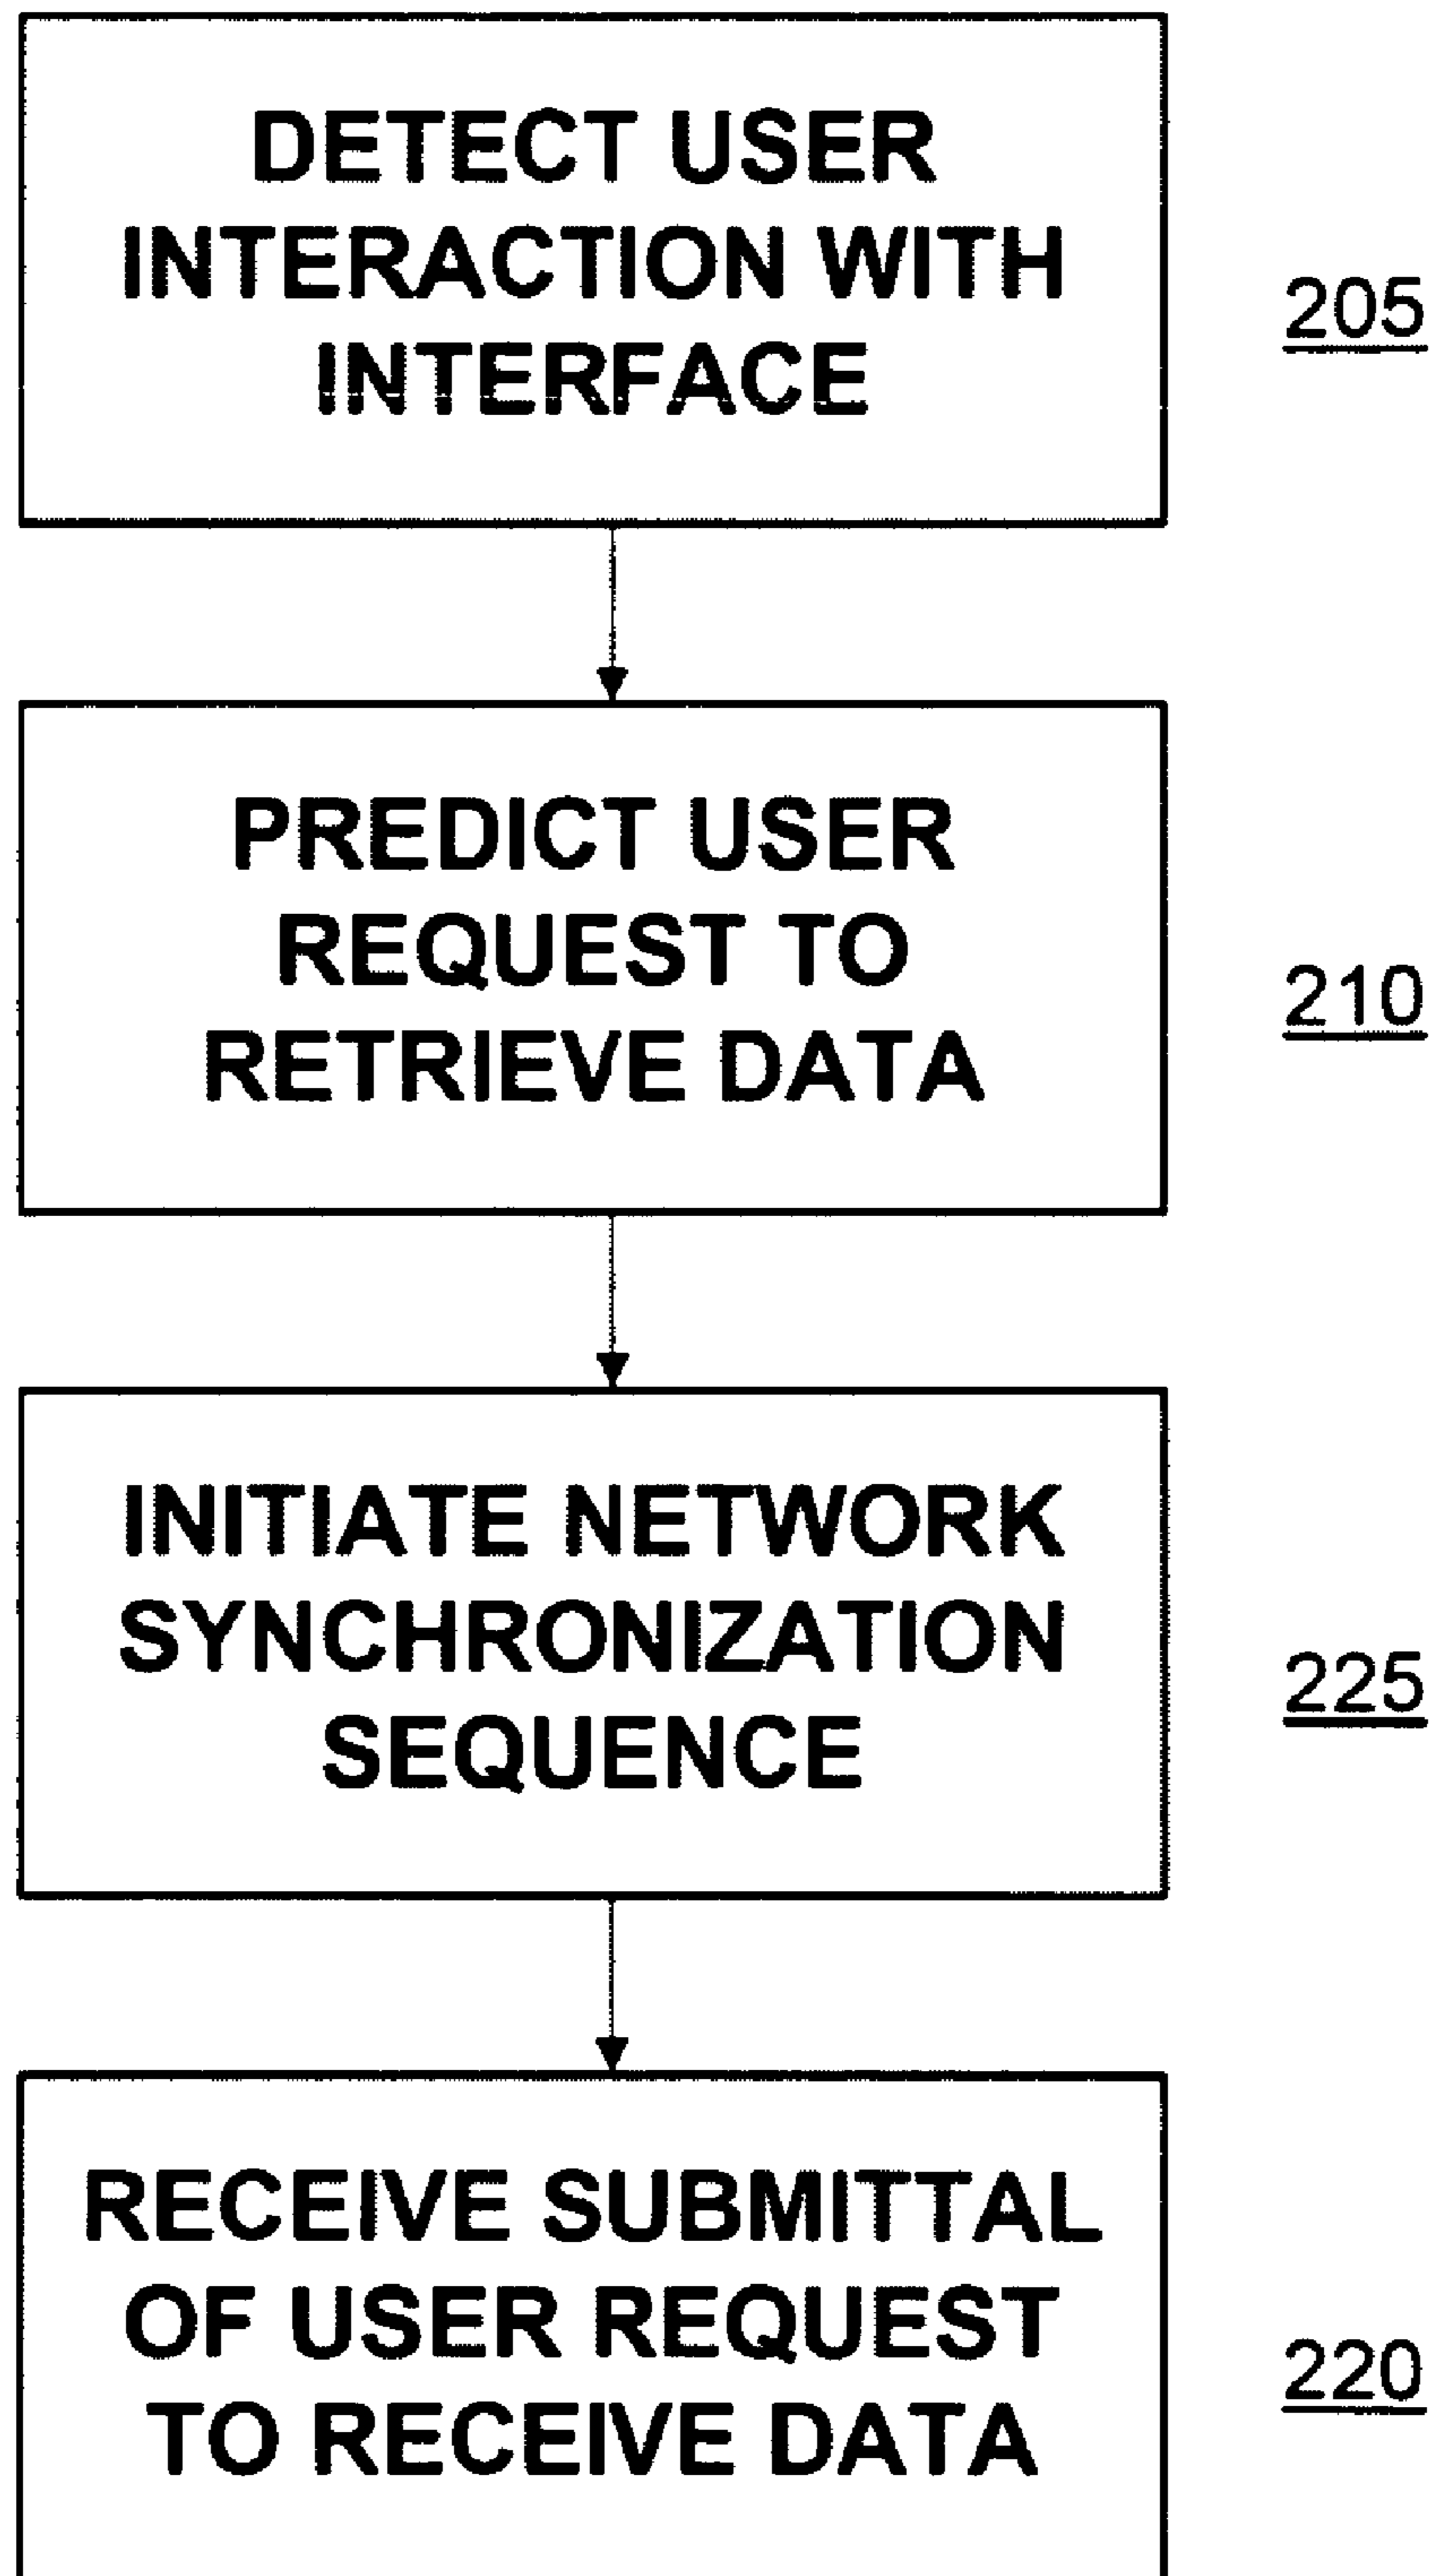 DETECT USER
INTERACTION WITH
INTERFACE
205
PREDICT USER
REQUEST TO
RETRIEVE DATA
210
INITIATE NETWORK
SYNCHRONIZATION
SEQUENCE
225
RECEIVE SUBMITTAL
OF USER REQUEST
TO RECEIVE DATA
220